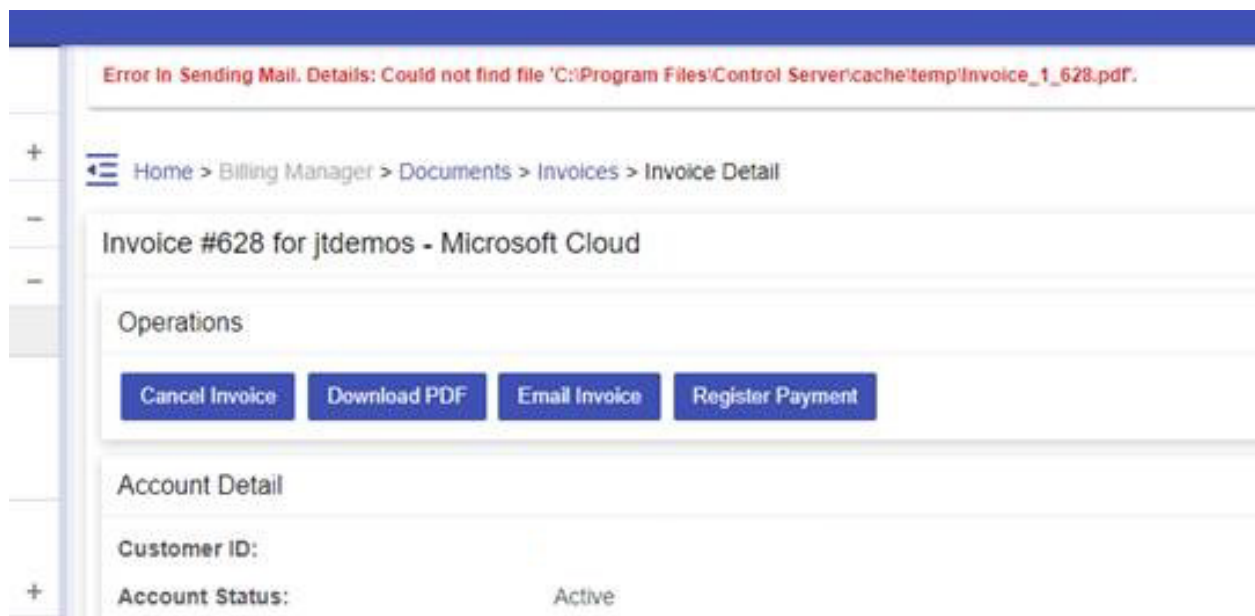 Error In Sending Mail. Details: Could not find file 'C:\Program Files\Control Server\cache\temp\Invoice_1_628.pdf'.
Home > Billing Manager > Documents > Invoices > Invoice Detail
Invoice #628 for jtdemos - Microsoft Cloud
Operations
Cancel Invoice Download PDF Email Invoice Register Payment
Account Detail
Customer ID:
Account Status: Active